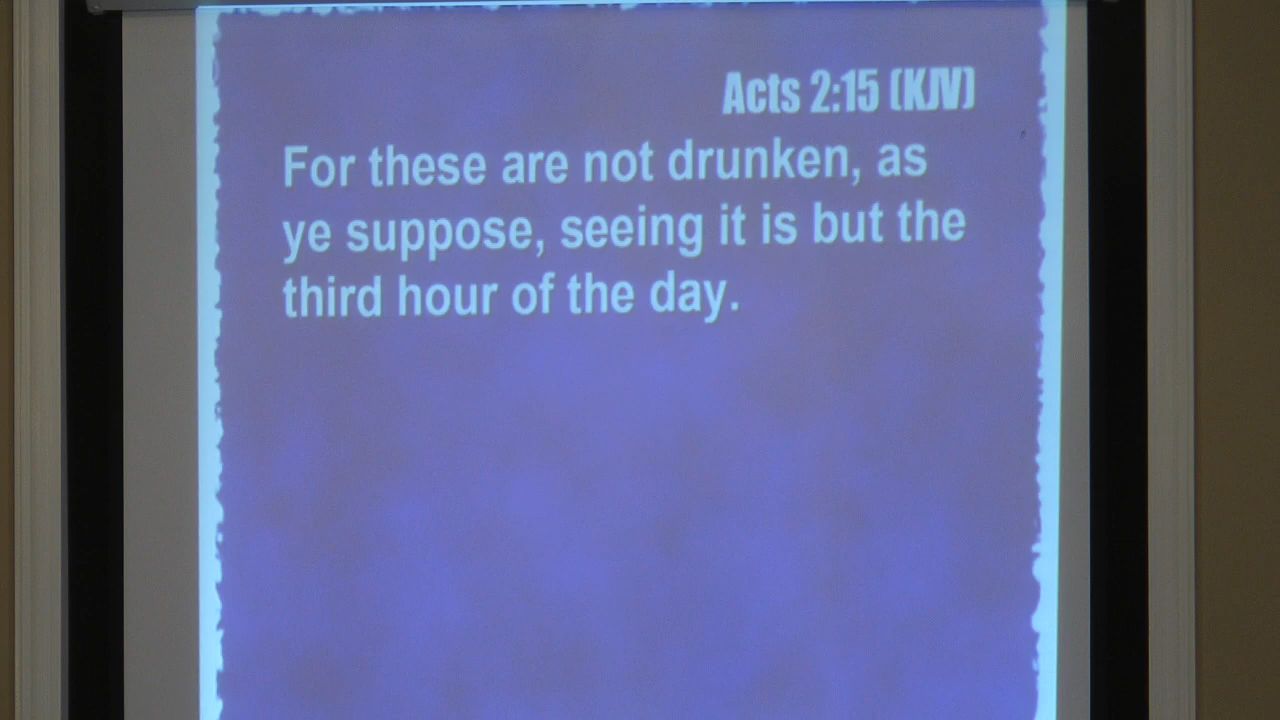 Acts 2:15 (KJV)
For these are not drunken, as
ye suppose, seeing it is but the
third hour of the day.